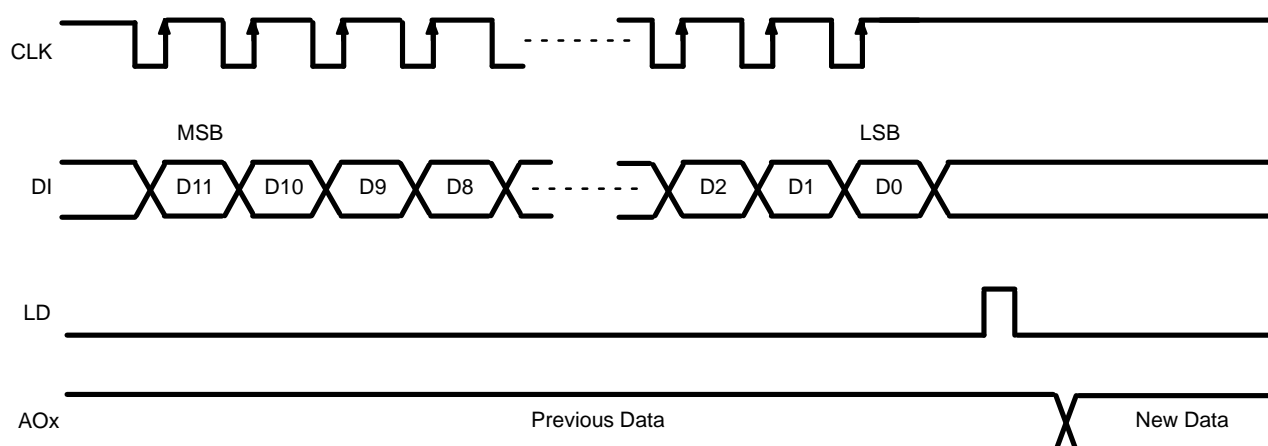 CLK
MSB LSB
DI D11 D10 D9 D8 D2 D1 D0
LD
AOx Previous Data New Data